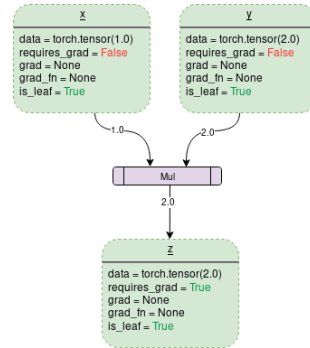 x
data = torch.tensor(1.0)
requires_grad = False
grad = None
grad_fn = None
is_leaf = True
y
data = torch.tensor(2.0)
requires_grad = False
grad = None
grad_fn = None
is_leaf = True
1.0
2.0
Mul
2.0
z
data = torch.tensor(2.0)
requires_grad = True
grad = None
grad_fn = None
is_leaf = True